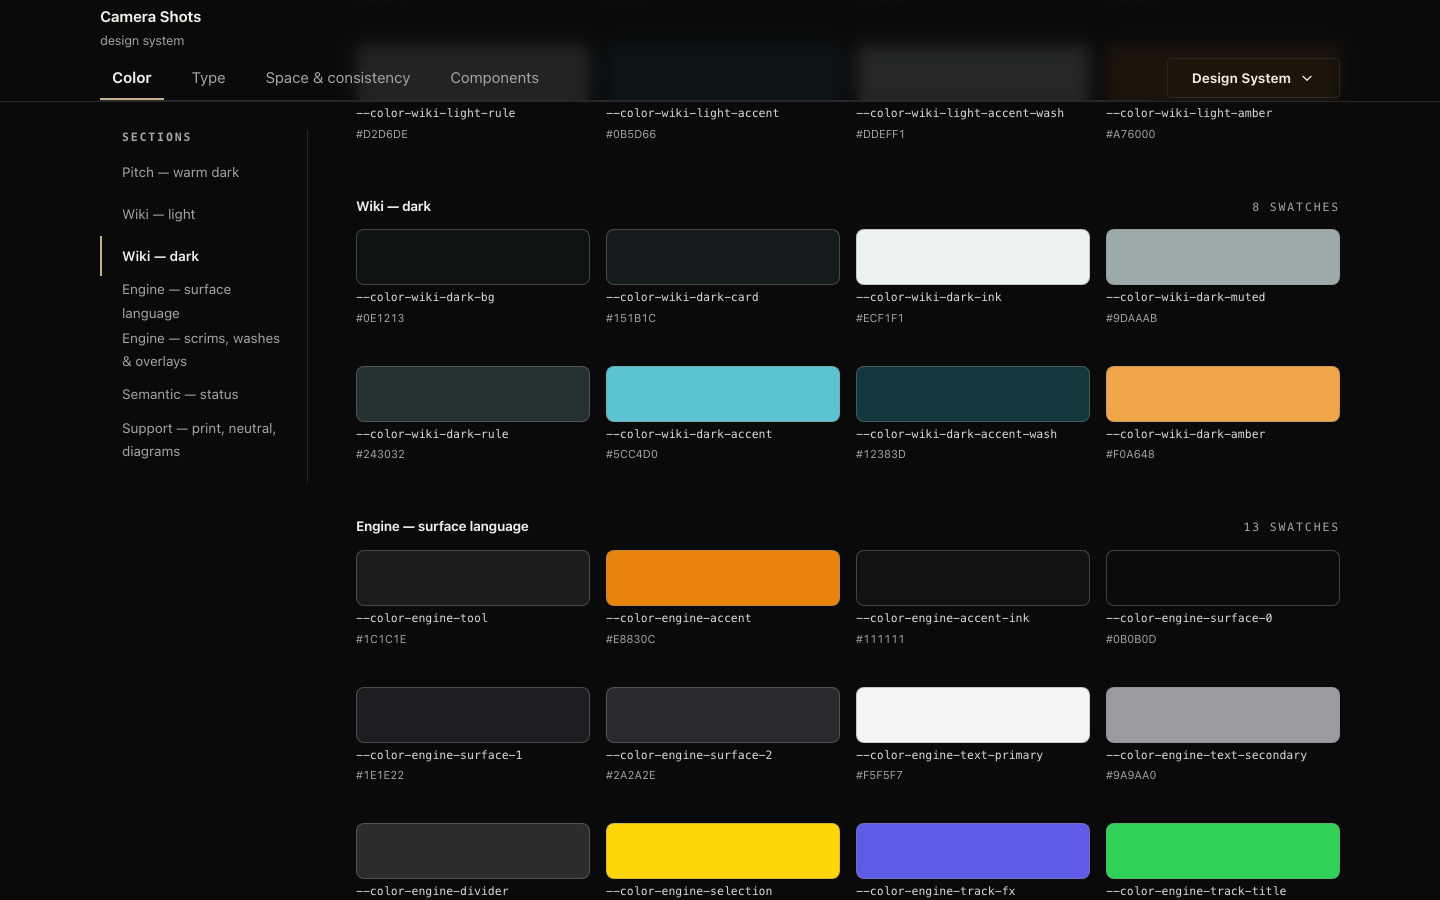 Camera Shots
design system
Color
Type
Space & consistency
Components
Design System
SECTIONS
Pitch — warm dark
Wiki — light
Wiki — dark
Engine — surface
language
Engine — scrims, washes
& overlays
Semantic — status
Support — print, neutral,
diagrams
--color-wiki-light-rule
#D2D6DE
--color-wiki-light-accent
#0B5D66
--color-wiki-light-accent-wash
#DDEFF1
--color-wiki-light-amber
#A76000
Wiki — dark
8 SWATCHES
--color-wiki-dark-bg
#0E1213
--color-wiki-dark-card
#151B1C
--color-wiki-dark-ink
#ECF1F1
--color-wiki-dark-muted
#9DAAAB
--color-wiki-dark-rule
#243032
--color-wiki-dark-accent
#5CC4D0
--color-wiki-dark-accent-wash
#12383D
--color-wiki-dark-amber
#F0A648
Engine — surface language
13 SWATCHES
--color-engine-tool
#1C1C1E
--color-engine-accent
#E8830C
--color-engine-accent-ink
#111111
--color-engine-surface-0
#0B0B0D
--color-engine-surface-1
#1E1E22
--color-engine-surface-2
#2A2A2E
--color-engine-text-primary
#F5F5F7
--color-engine-text-secondary
#9A9AA0
--color-engine-divider
--color-engine-selection
--color-engine-track-fx
--color-engine-track-title